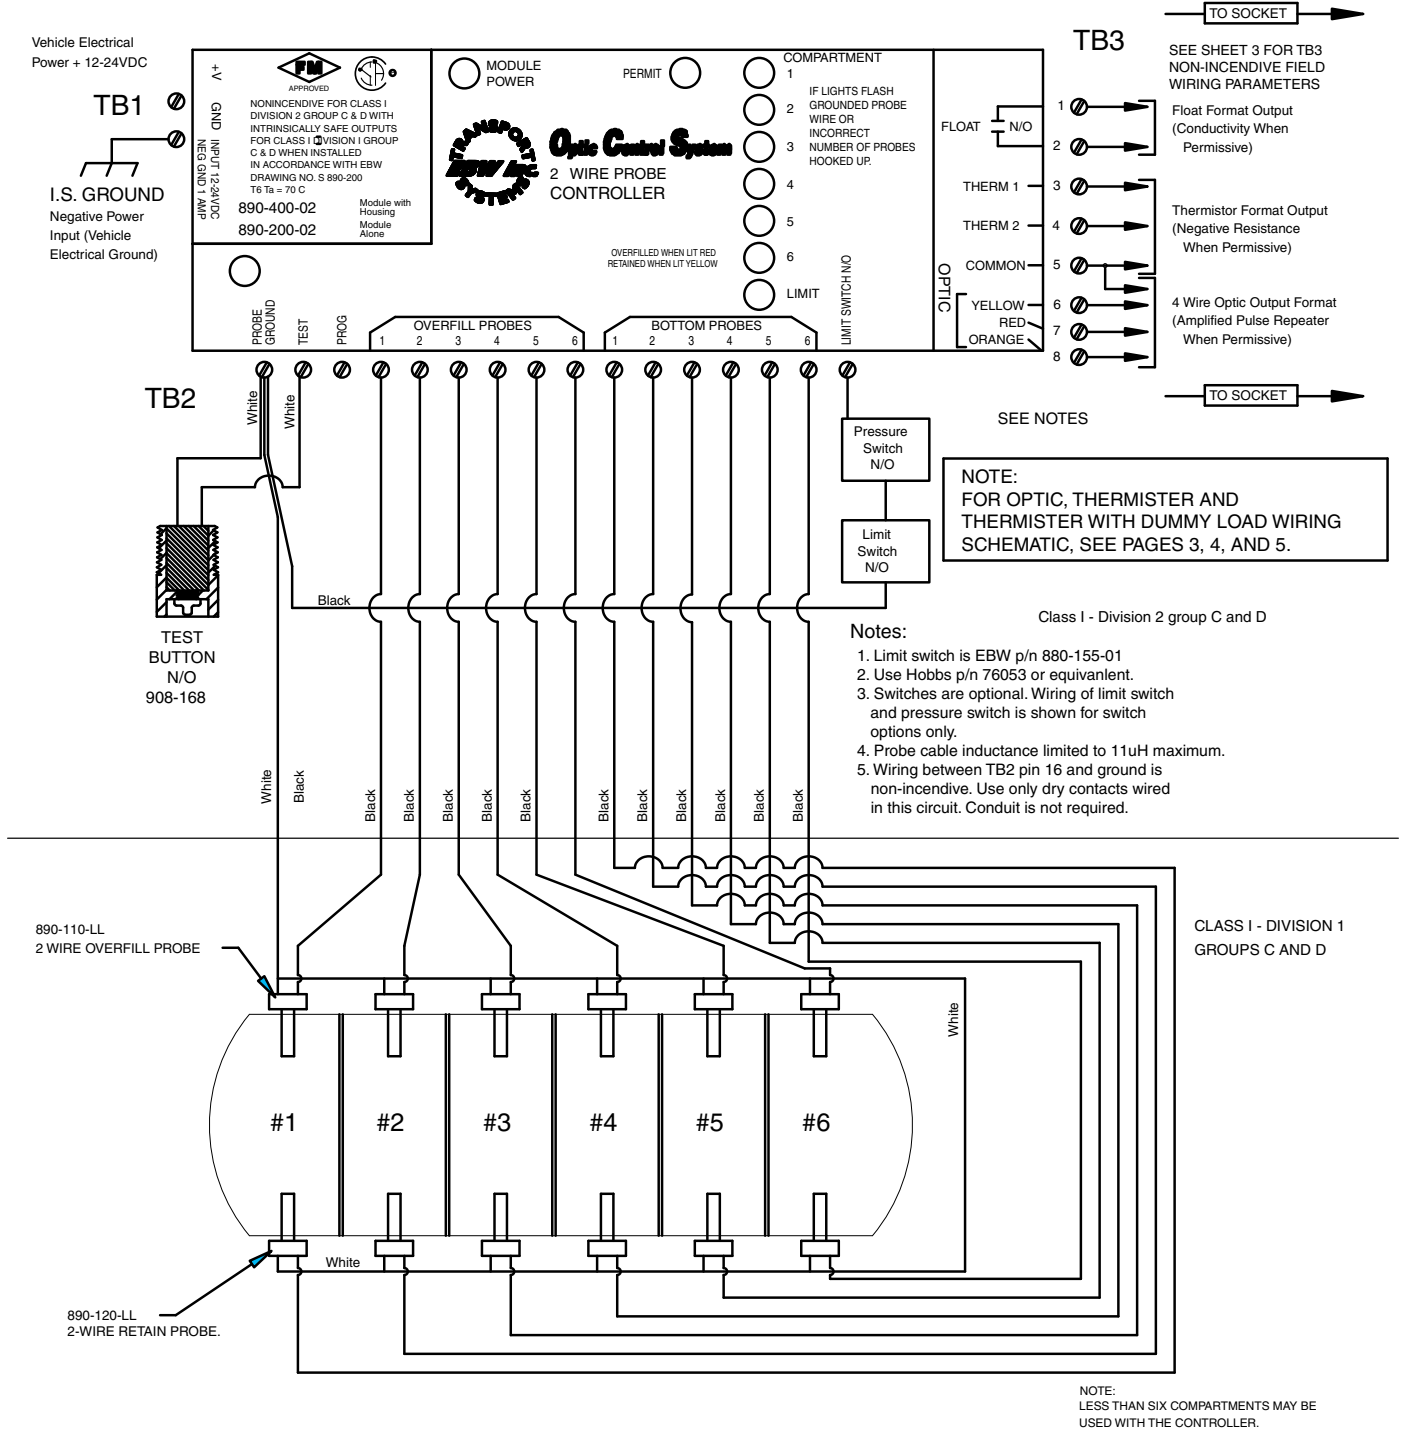 TO SOCKET
TB3
SEE SHEET 3 FOR TB3
NON-INCENDIVE FIELD
WIRING PARAMETERS
Vehicle Electrical
Power + 12-24VDC
TB1
I.S. GROUND
Negative Power
Input (Vehicle
Electrical Ground)
+V
GND
INPUT 12-24VDC
NEG GND 1 AMP
FM
APPROVED
NONINCENDIVE FOR CLASS I
DIVISION 2 GROUP C & D WITH
INTRINSICALLY SAFE OUTPUTS
FOR CLASS I DIVISION I GROUP
C & D WHEN INSTALLED
IN ACCORDANCE WITH EBW
DRAWING NO. S 890-200
T6 Ta = 70 C
890-400-02
Module with
Housing
890-200-02
Module
Alone
MODULE
POWER
PERMIT
TRANSPORT
EBW Inc.
SYSTEMS
Optic Control System
2 WIRE PROBE
CONTROLLER
COMPARTMENT
1
2
3
4
5
6
LIMIT
IF LIGHTS FLASH
GROUNDED PROBE
WIRE OR
INCORRECT
NUMBER OF PROBES
HOOKED UP.
OVERFILLED WHEN LIT RED
RETAINED WHEN LIT YELLOW
LIMIT SWITCH N/O
FLOAT N/O
1
2
THERM 1 3
THERM 2 4
COMMON 5
OPTIC
YELLOW 6
RED 7
ORANGE 8
Float Format Output
(Conductivity When
Permissive)
Thermistor Format Output
(Negative Resistance
When Permissive)
4 Wire Optic Output Format
(Amplified Pulse Repeater
When Permissive)
TO SOCKET
PROBE
GROUND
TEST
PROG
OVERFILL PROBES
1 2 3 4 5 6
BOTTOM PROBES
1 2 3 4 5 6
TB2
White
White
TEST
BUTTON
N/O
908-168
Black
Pressure
Switch
N/O
Limit
Switch
N/O
SEE NOTES
NOTE:
FOR OPTIC, THERMISTER AND
THERMISTER WITH DUMMY LOAD WIRING
SCHEMATIC, SEE PAGES 3, 4, AND 5.
Class I - Division 2 group C and D
Notes:
1. Limit switch is EBW p/n 880-155-01
2. Use Hobbs p/n 76053 or equivanlent.
3. Switches are optional. Wiring of limit switch
and pressure switch is shown for switch
options only.
4. Probe cable inductance limited to 11uH maximum.
5. Wiring between TB2 pin 16 and ground is
non-incendive. Use only dry contacts wired
in this circuit. Conduit is not required.
White
Black
Black
Black
Black
Black
Black
Black
Black
Black
Black
Black
Black
Black
CLASS I - DIVISION 1
GROUPS C AND D
890-110-LL
2 WIRE OVERFILL PROBE
White
#1
#2
#3
#4
#5
#6
White
890-120-LL
2-WIRE RETAIN PROBE.
NOTE:
LESS THAN SIX COMPARTMENTS MAY BE
USED WITH THE CONTROLLER.